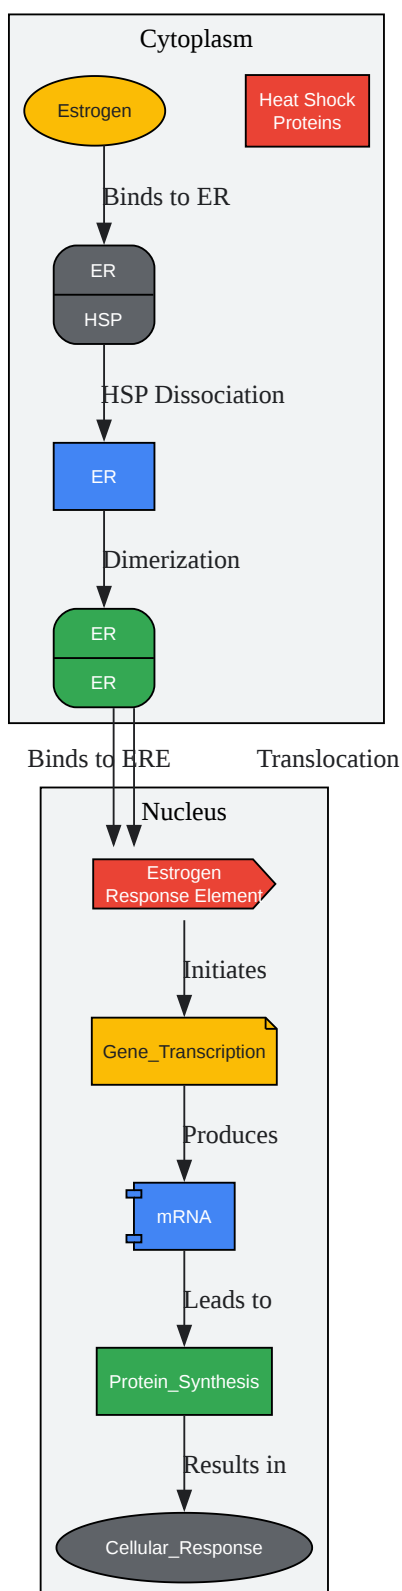 Cytoplasm
Estrogen
Heat Shock
Proteins
Binds to ER
ER
HSP
HSP Dissociation
ER
Dimerization
ER
ER
Binds to ERE
Translocation
Nucleus
Estrogen
Response Element
Initiates
Gene_Transcription
Produces
mRNA
Leads to
Protein_Synthesis
Results in
Cellular_Response